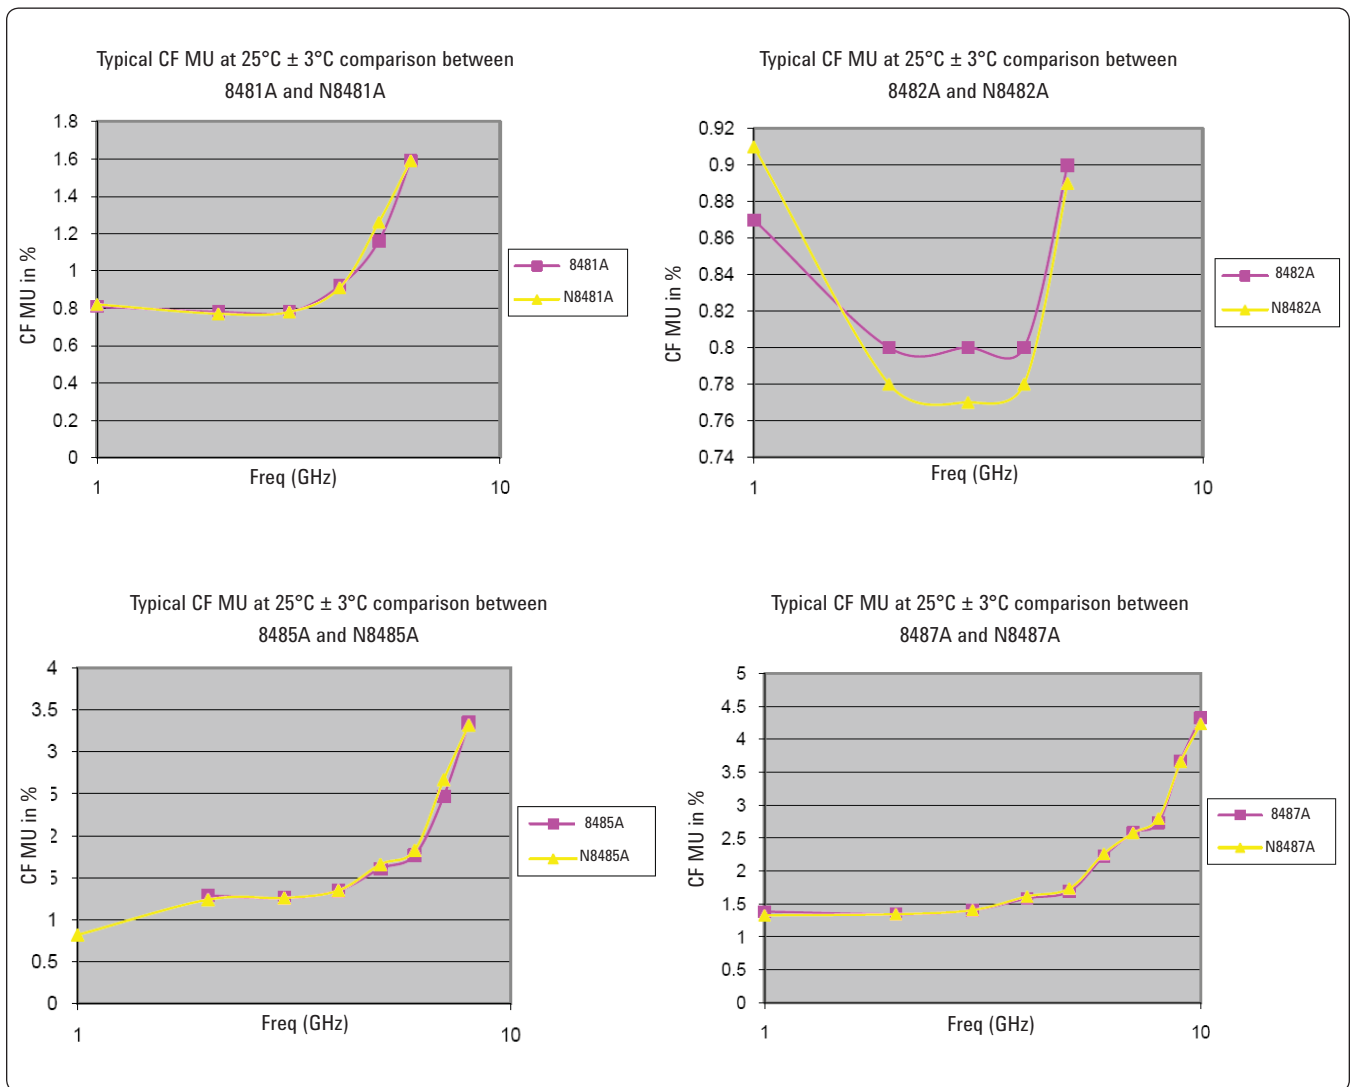 Typical CF MU at 25°C ± 3°C comparison between
8481A and N8481A
1.8
1.6
1.4
1.2
1
0.8
0.6
0.4
0.2
0
CF MU in %
1
Freq (GHz)
10
8481A
N8481A
Typical CF MU at 25°C ± 3°C comparison between
8482A and N8482A
0.92
0.9
0.88
0.86
0.84
0.82
0.8
0.78
0.76
0.74
CF MU in %
1
Freq (GHz)
10
8482A
N8482A
Typical CF MU at 25°C ± 3°C comparison between
8485A and N8485A
4
3.5
3
5
2
5
1
0.5
0
CF MU in %
1
Freq (GHz)
10
8485A
N8485A
Typical CF MU at 25°C ± 3°C comparison between
8487A and N8487A
5
4.5
4
3.5
3
2.5
2
1.5
1
0.5
0
CF MU in %
1
Freq (GHz)
10
8487A
N8487A